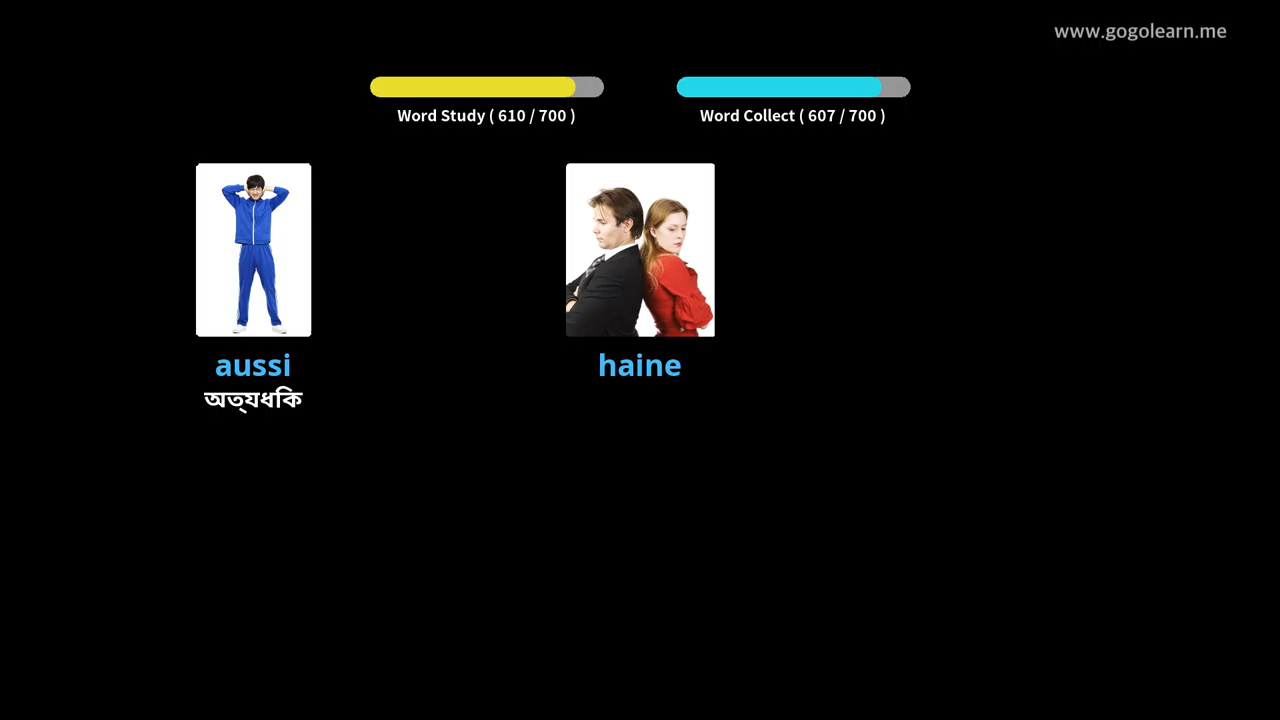 www.gogolearn.me
Word Study ( 610 / 700 )
Word Collect ( 607 / 700 )
aussi
haine
অত্যধিক